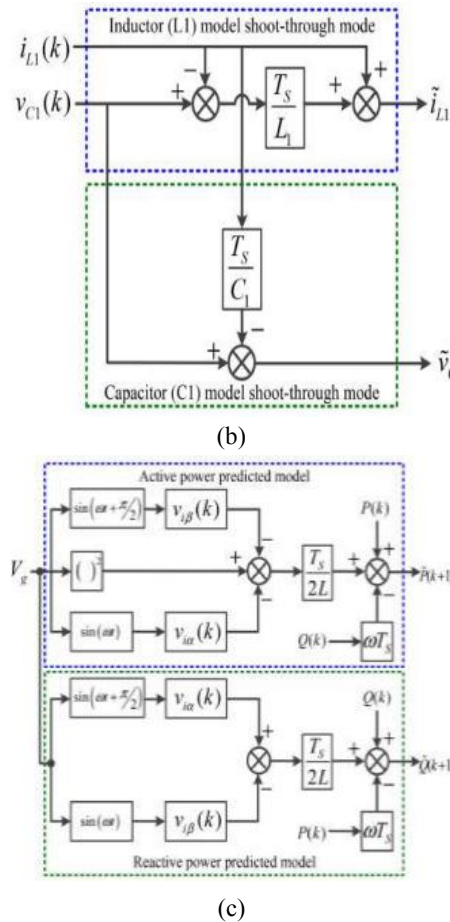 Inductor (L1) model shoot-through mode
i_{L1}(k)
v_{C1}(k)
− + T_S / L_1 + + ĩ_{L1}
T_S / C_1
−
+ ṽ
Capacitor (C1) model shoot-through mode
(b)
Active power predicted model
sin(ωt + π/2) v_{iβ}(k) P(k)
− +
V_g ( )^2 + T_S / 2L + P̃(k+1)
− −
sin(ωt) v_{iα}(k) Q(k) ωT_S
sin(ωt + π/2) v_{iα}(k) Q(k)
+ +
T_S / 2L + Q̃(k+1)
− −
sin(ωt) v_{iβ}(k) P(k) ωT_S
Reactive power predicted model
(c)